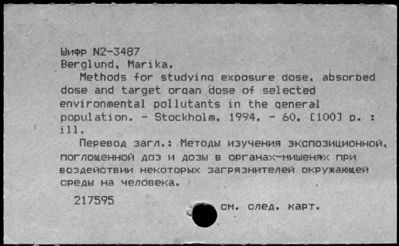 Шифр N2-3487
Berglund, Marika.
Methods for studying exposure dose, absorbed
dose and target organ dose of selected
environmental pollutants in the general
population. - Stockholm, 1994. - 60, [100] p. :
ill.
Перевод загл.: Методы изучения экспозиционной,
поглощенной доз и дозы в органах-мишенях при
воздействии некоторых загрязнителей окружающей
среды на человека.
217595
см. след. карт.